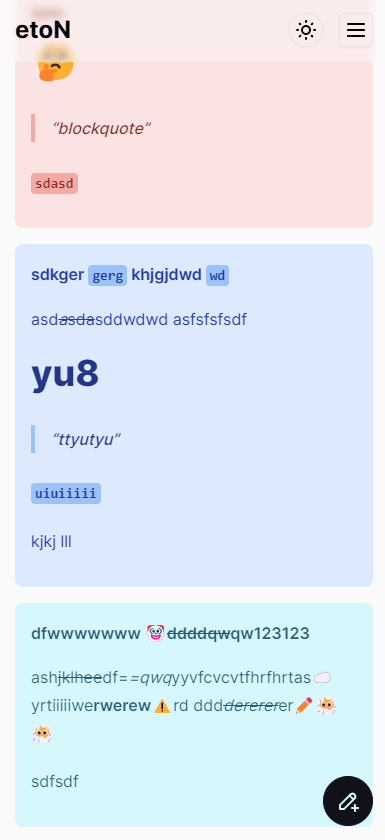 etoN
“blockquote”
sdasd
sdkger gerg khjgjdwd wd
asdasdasddwdwd asfsfsfsdf
yu8
“ttyutyu”
uiuiiiii
kjkj lll
dfwwwwwww 🤡ddddqwqw123123
ashjklheedf==qwqyyvfcvcvtfhrfhrtas☁️
yrtiiiiiwerwerew⚠️rd ddddererererer✏️
sdfsdf